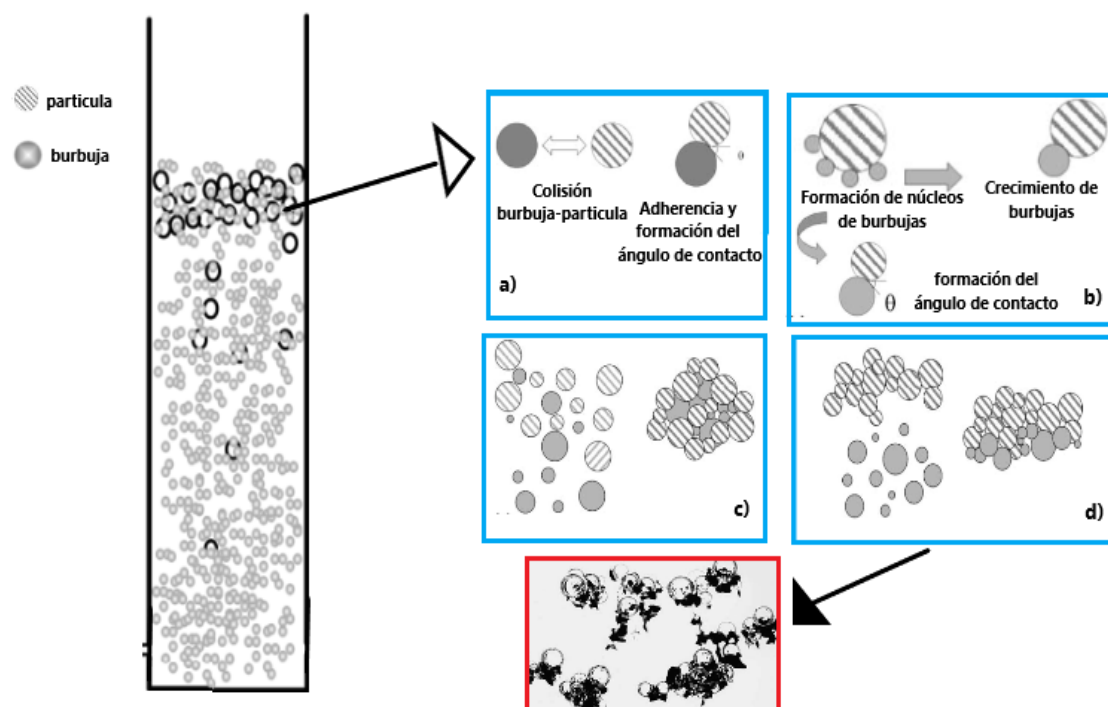 particula
burbuja
Colisión
burbuja-particula
Adherencia y
formación del
ángulo de contacto
θ
a)
Formación de núcleos
de burbujas
Crecimiento de
burbujas
θ
formación del
ángulo de contacto
b)
c)
d)